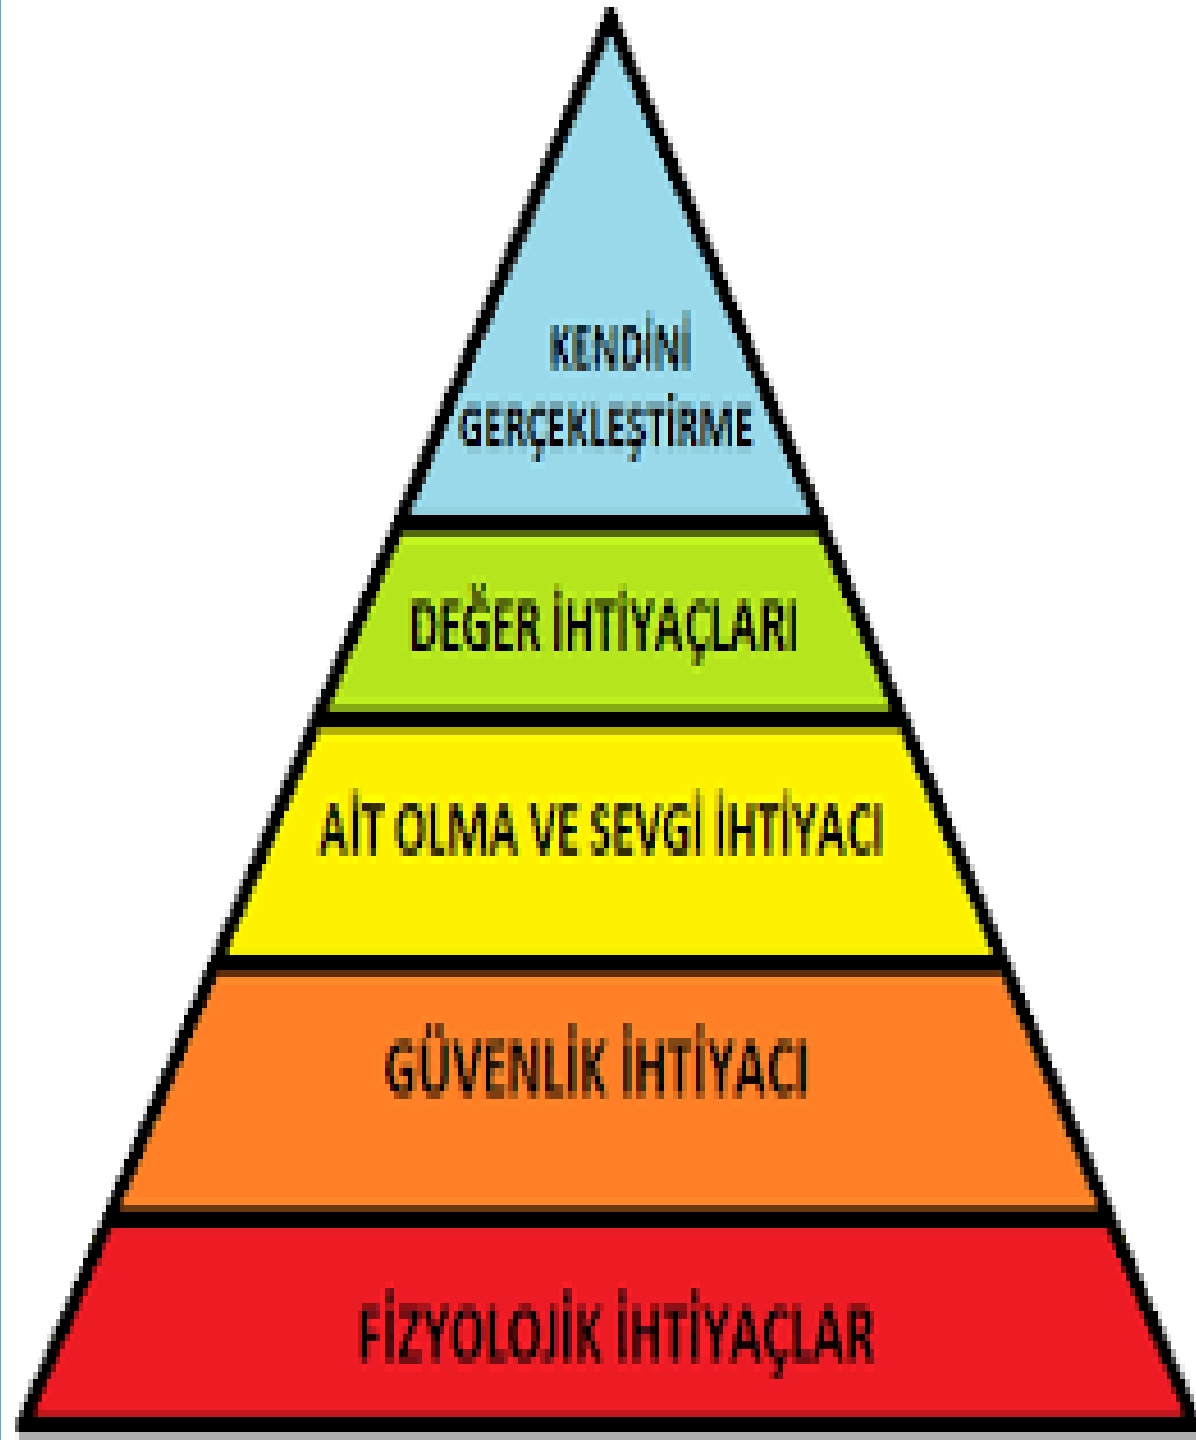 KENDİNİ
GERÇEKLEŞTİRME
DEĞER İHTİYAÇLARI
AİT OLMA VE SEVGİ İHTİYACI
GÜVENLİK İHTİYACI
FİZYOLOJİK İHTİYAÇLAR